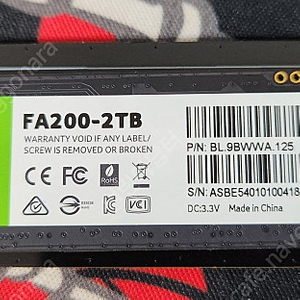 FA200-2TB
WARRANTY VOID IF ANY LABEL/
SCREW IS REMOVED OR BROKEN
P/N: BL.9BWWA.125
S/N: ASBE54010100418
RoHS
DC:3.3V
Made in China